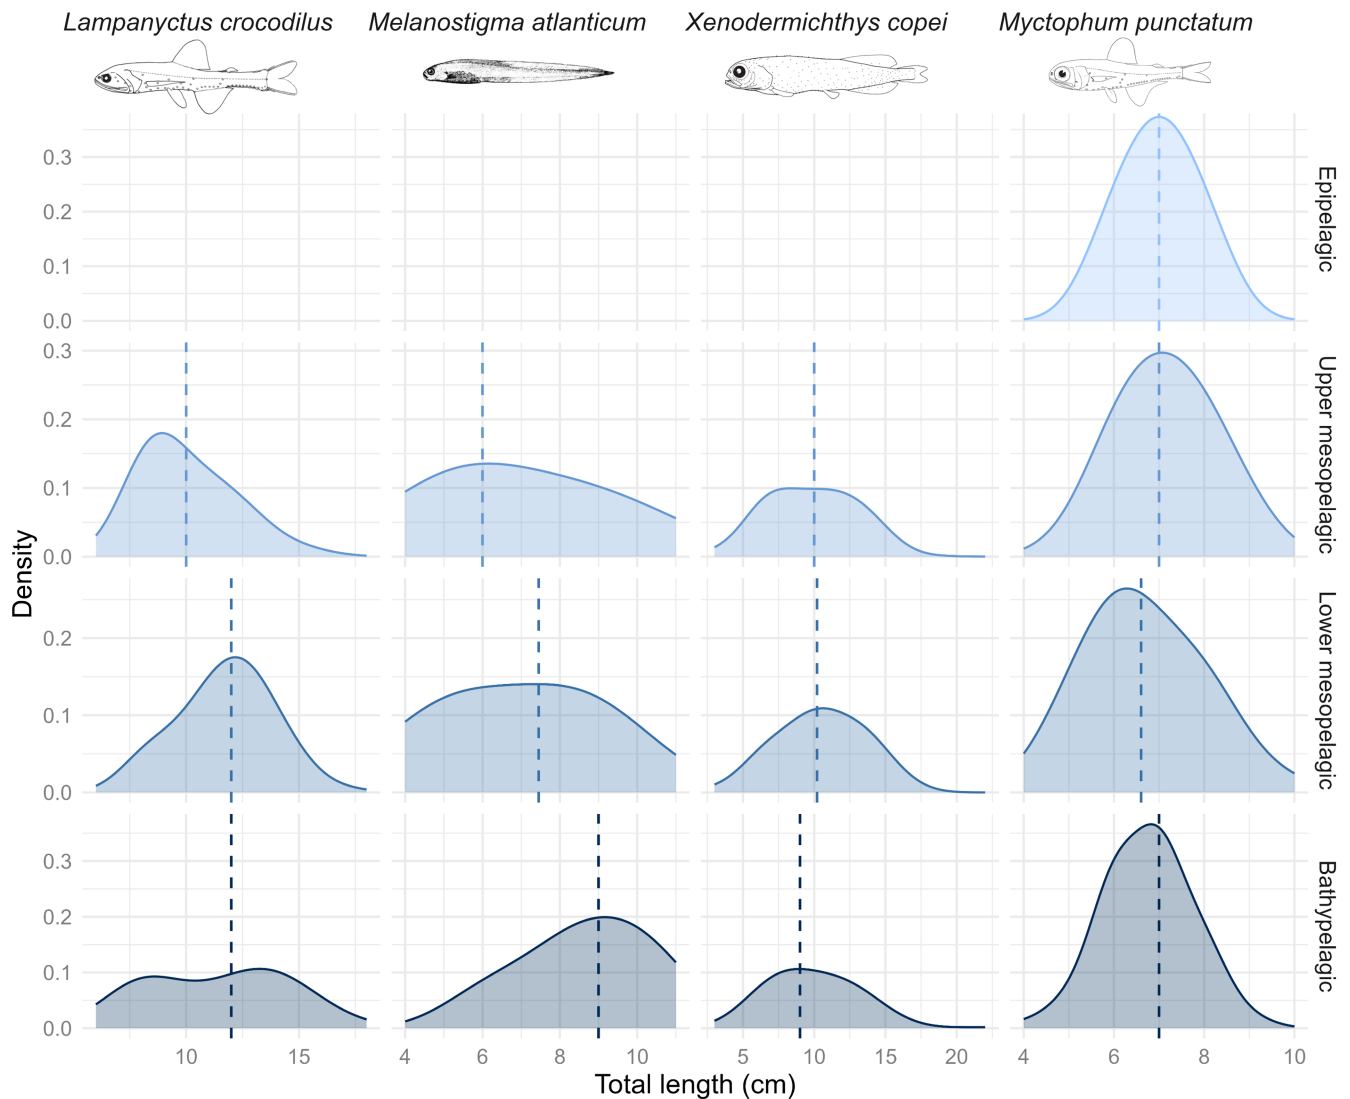 Lampanyctus crocodilus Melanostigma atlanticum Xenodermichthys copei Myctophum punctatum
0.3
0.2
0.1
0.0
Epipelagic
0.3
0.2
0.1
0.0
Upper mesopelagic
0.2
0.1
0.0
Lower mesopelagic
0.3
0.2
0.1
0.0
Bathypelagic
Density
10 15 4 6 8 10 5 10 15 20 4 6 8 10
Total length (cm)